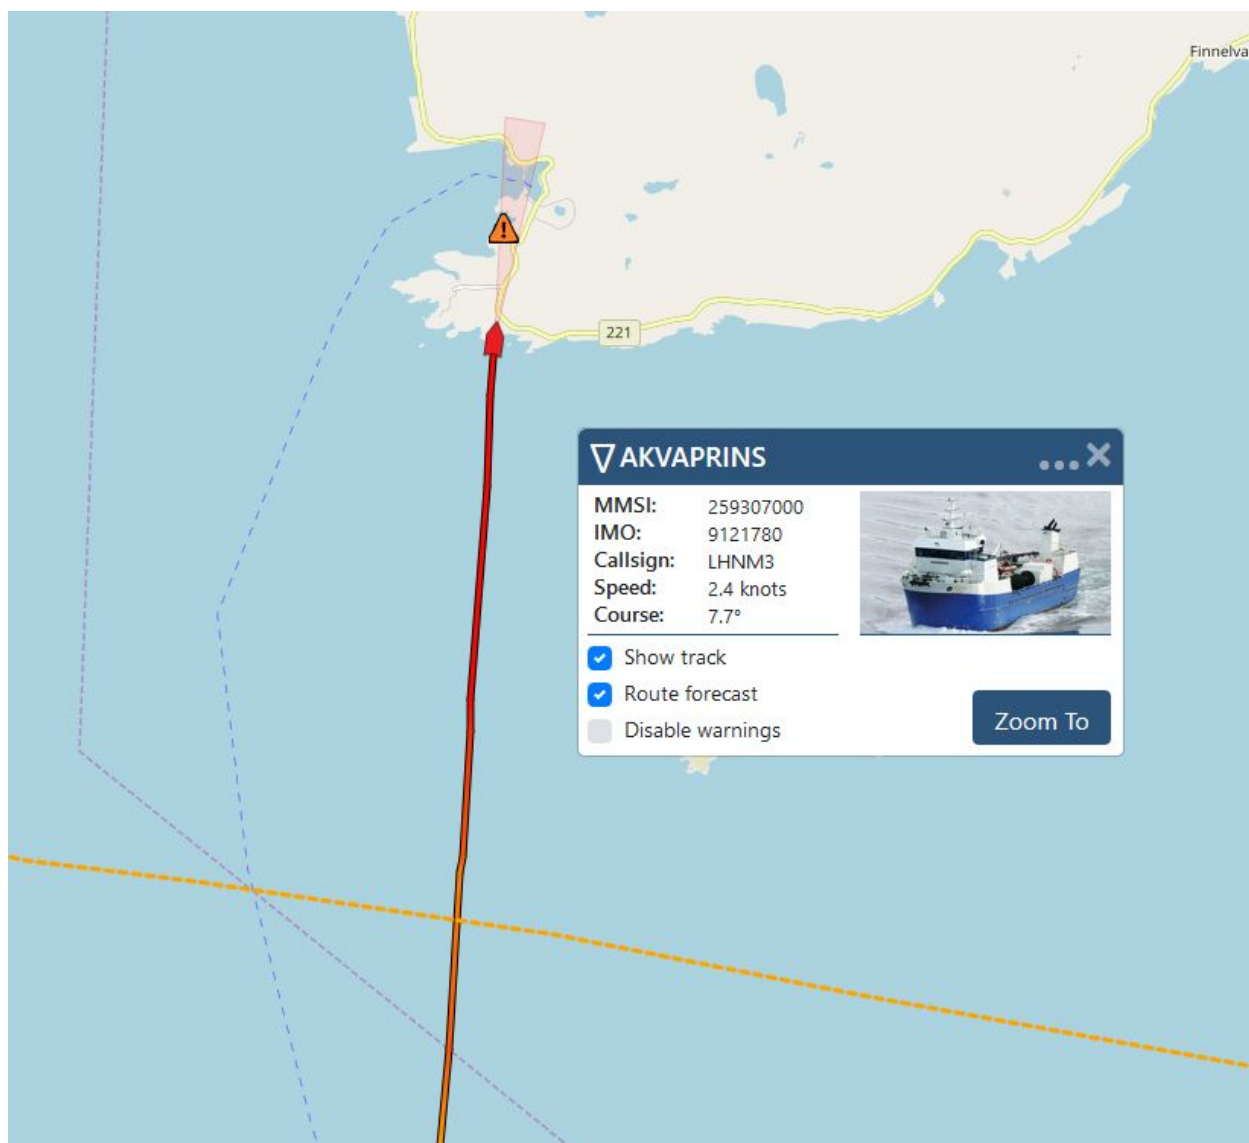 Finnelva
221
AKVAPRINS
MMSI: 259307000
IMO: 9121780
Callsign: LHNM3
Speed: 2.4 knots
Course: 7.7°
Show track
Route forecast
Disable warnings
Zoom To